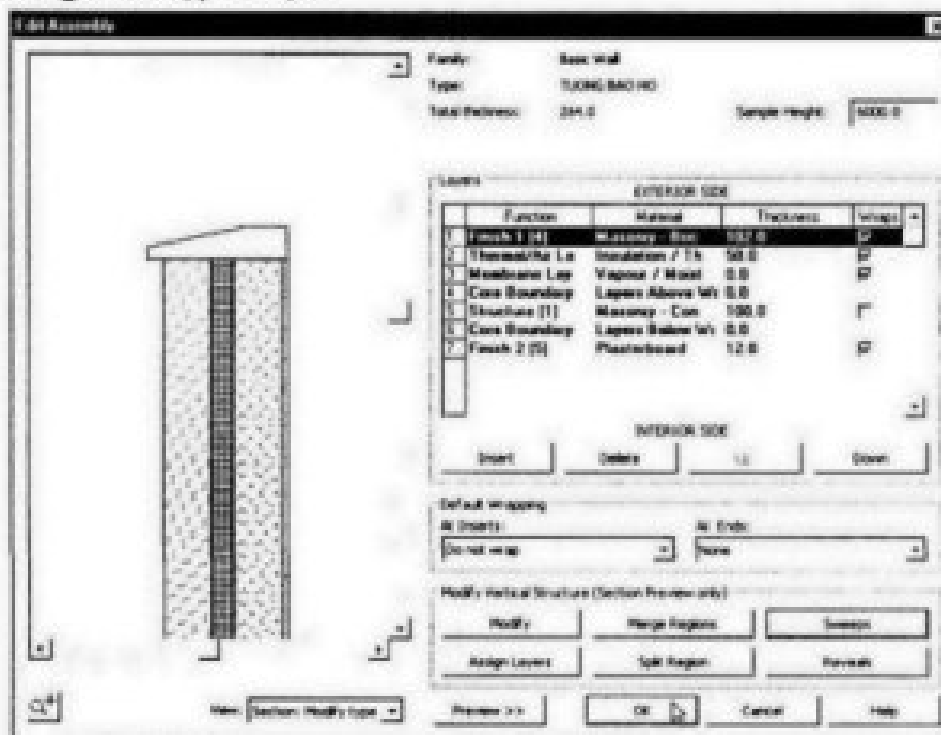 Edit Assembly
Family: Basic Wall
Type: TUONG BAO HO
Total thickness: 264.0 Sample Height: 6000.0
Layers
EXTERIOR SIDE
Function Material Thickness Wraps
1 Finish 1 [4] Masonry - Bric 102.0
2 Thermal/Air La Insulation / Th 50.0
3 Membrane Lay Vapour / Moist 0.0
4 Core Boundary Layers Above Wr 0.0
5 Structure [1] Masonry - Con 100.0
6 Core Boundary Layers Below Wr 0.0
7 Finish 2 [5] Plasterboard 12.0
INTERIOR SIDE
Insert Delete Up Down
Default Wrapping
At Inserts: At Ends:
Do not wrap None
Modify Vertical Structure (Section Preview only)
Modify Merge Regions Sweeps
Assign Layers Split Region Reveals
View: Section: Modify type Preview >> OK Cancel Help